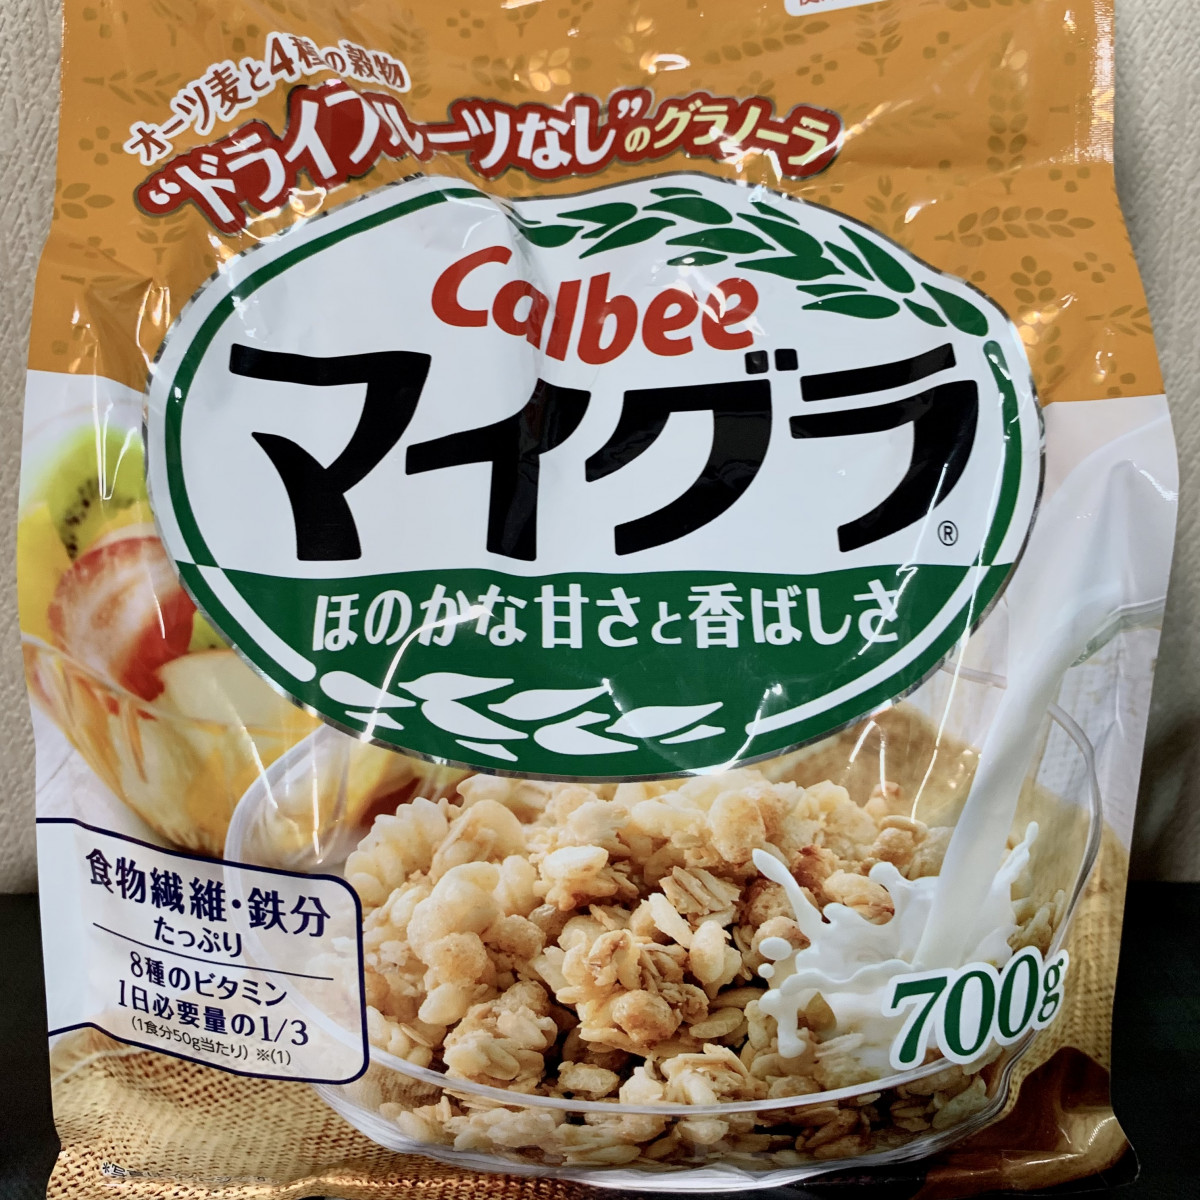 オーツ麦と4種の穀物
“ドライフルーツなし”のグラノーラ
Calbee
マイグラ®
ほのかな甘さと香ばしさ
食物繊維・鉄分
たっぷり
8種のビタミン
1日必要量の1/3
(1食分50g当たり) ※(1)
700g